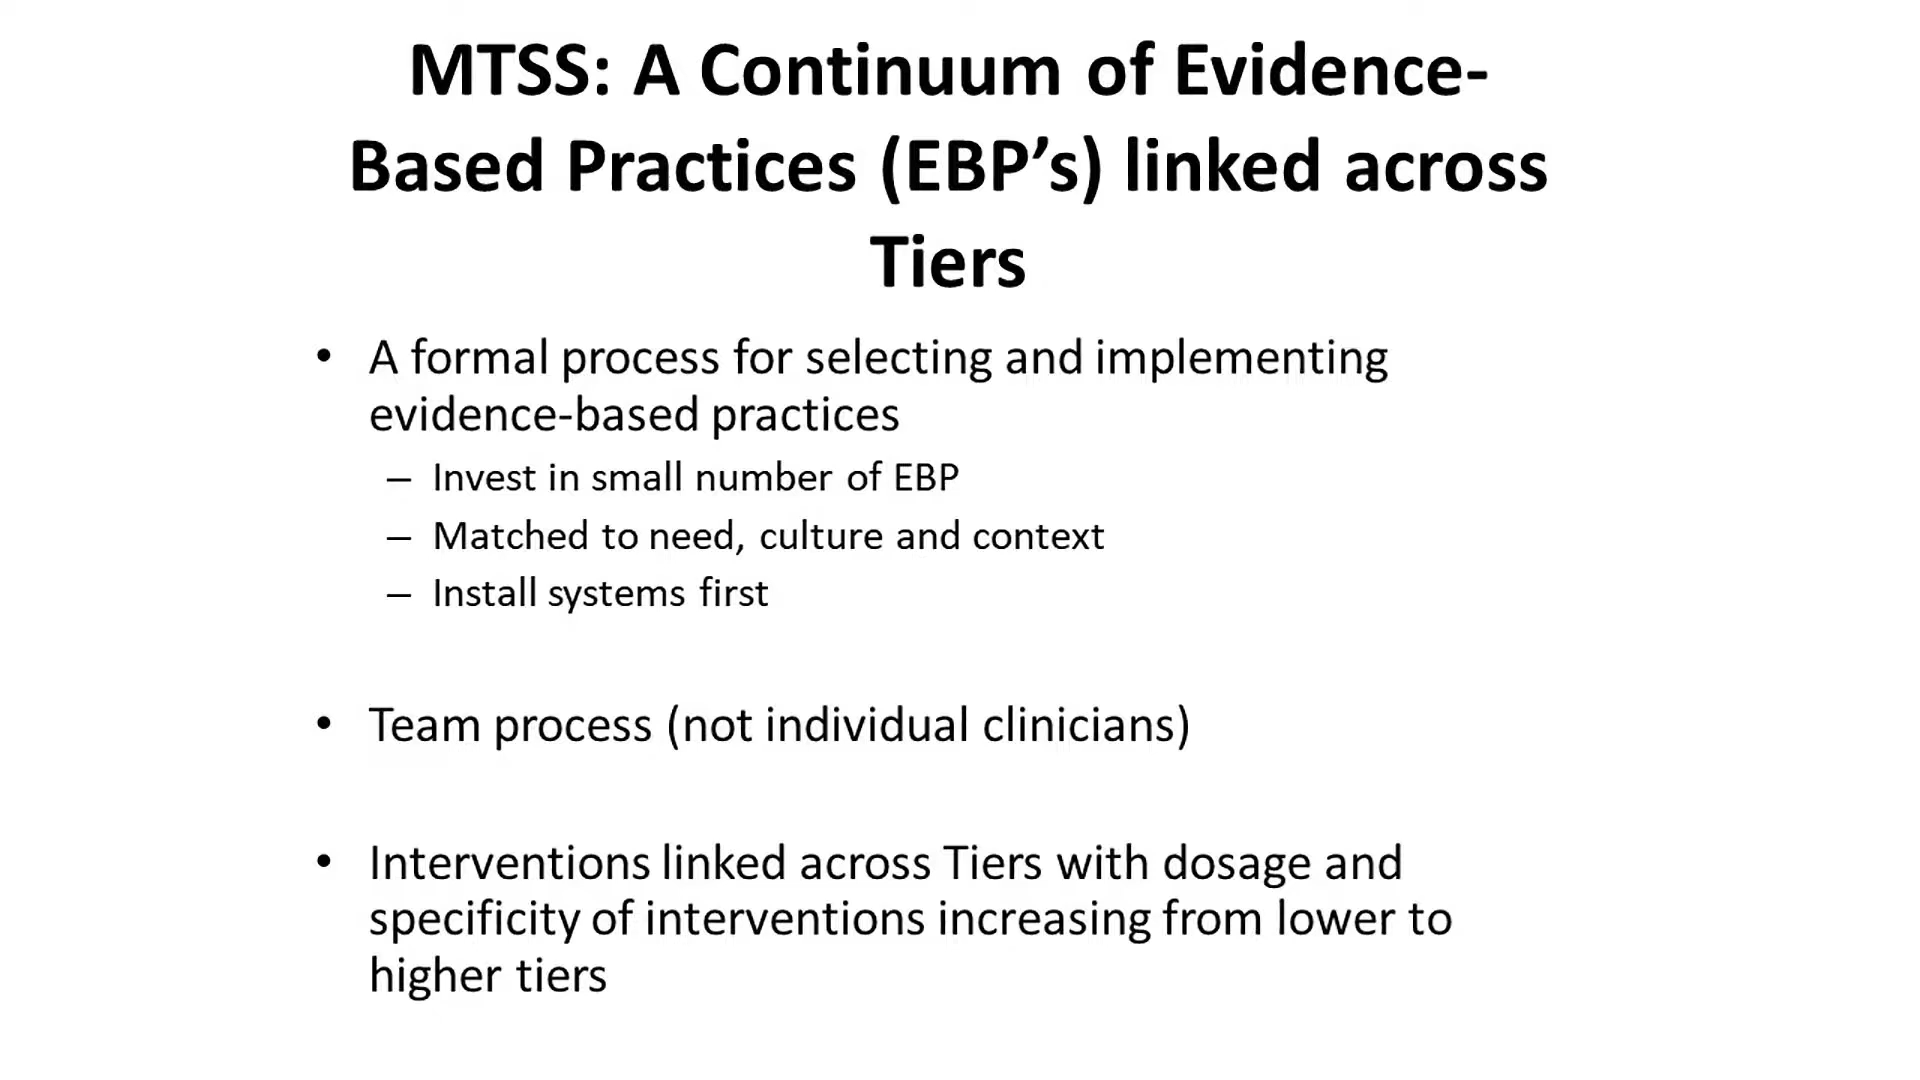 MTSS: A Continuum of Evidence-
Based Practices (EBP’s) linked across
Tiers
• A formal process for selecting and implementing
evidence-based practices
– Invest in small number of EBP
– Matched to need, culture and context
– Install systems first
• Team process (not individual clinicians)
• Interventions linked across Tiers with dosage and
specificity of interventions increasing from lower to
higher tiers